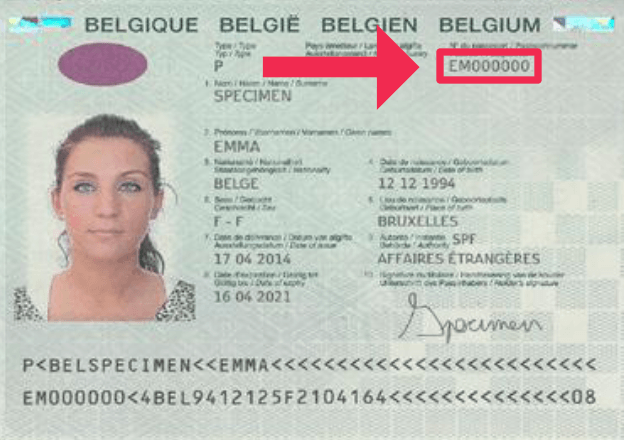 BELGIQUE BELGIË BELGIEN BELGIUM
Type / Type
Typ / Type
P
N° du passeport / Paspoortnummer
EM000000
1. Nom / Naam / Name / Surname
SPECIMEN
2. Prénoms / Voornamen / Vornamen / Given names
EMMA
3. Nationalité / Nationaliteit
Staatsangehörigkeit / Nationality
BELGE
4. Date de naissance / Geboortedatum
Geburtsdatum / Date of birth
12 12 1994
5. Sexe / Geslacht
Geschlecht / Sex
F - F
6. Lieu de naissance / Geboorteplaats
Geburtsort / Place of birth
BRUXELLES
7. Date de délivrance / Datum van afgifte
Ausstellungsdatum / Date of issue
17 04 2014
9. Autorité / Instantie
Behörde / Authority
SPF
AFFAIRES ÉTRANGÈRES
8. Date d'expiration / Geldig tot
Gültig bis / Date of expiry
16 04 2021
10. Signature du titulaire / Handtekening van de houder
Unterschrift des Passinhabers / Holder's signature
Specimen
P<BELSPECIMEN<<EMMA<<<<<<<<<<<<<<<<<<<<<<<<<
EM000000<4BEL9412125F2104164<<<<<<<<<<<<<<08